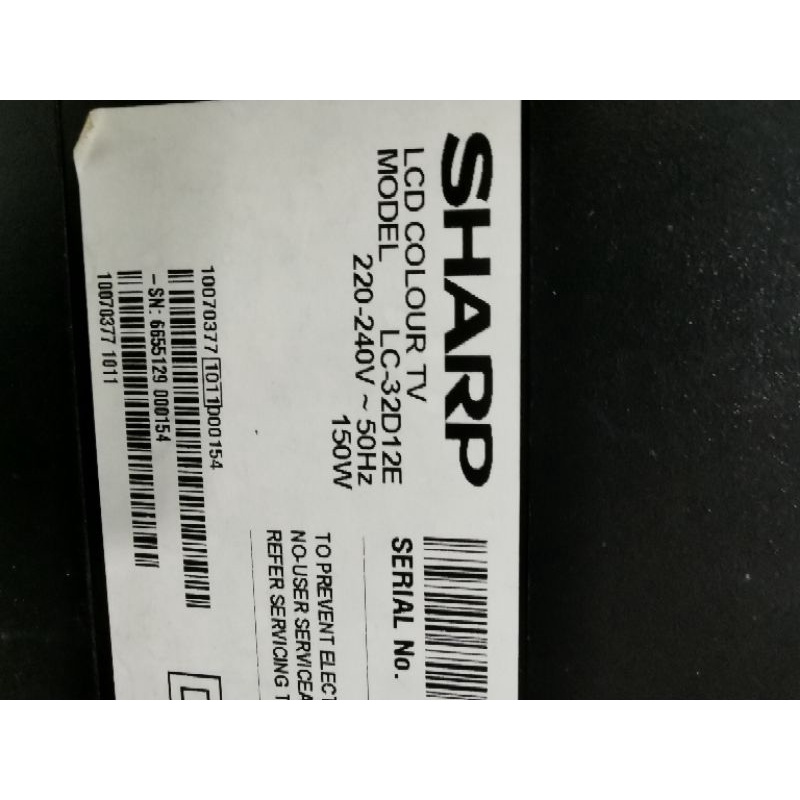 SHARP
LCD COLOUR TV
MODEL LC-32D12E
220-240V ~ 50Hz
150W
SERIAL No.
TO PREVENT ELECT
NO-USER SERVICEA
REFER SERVICING T
10070377 1011 000154
-SN: 6655129 000154
10070377 1011